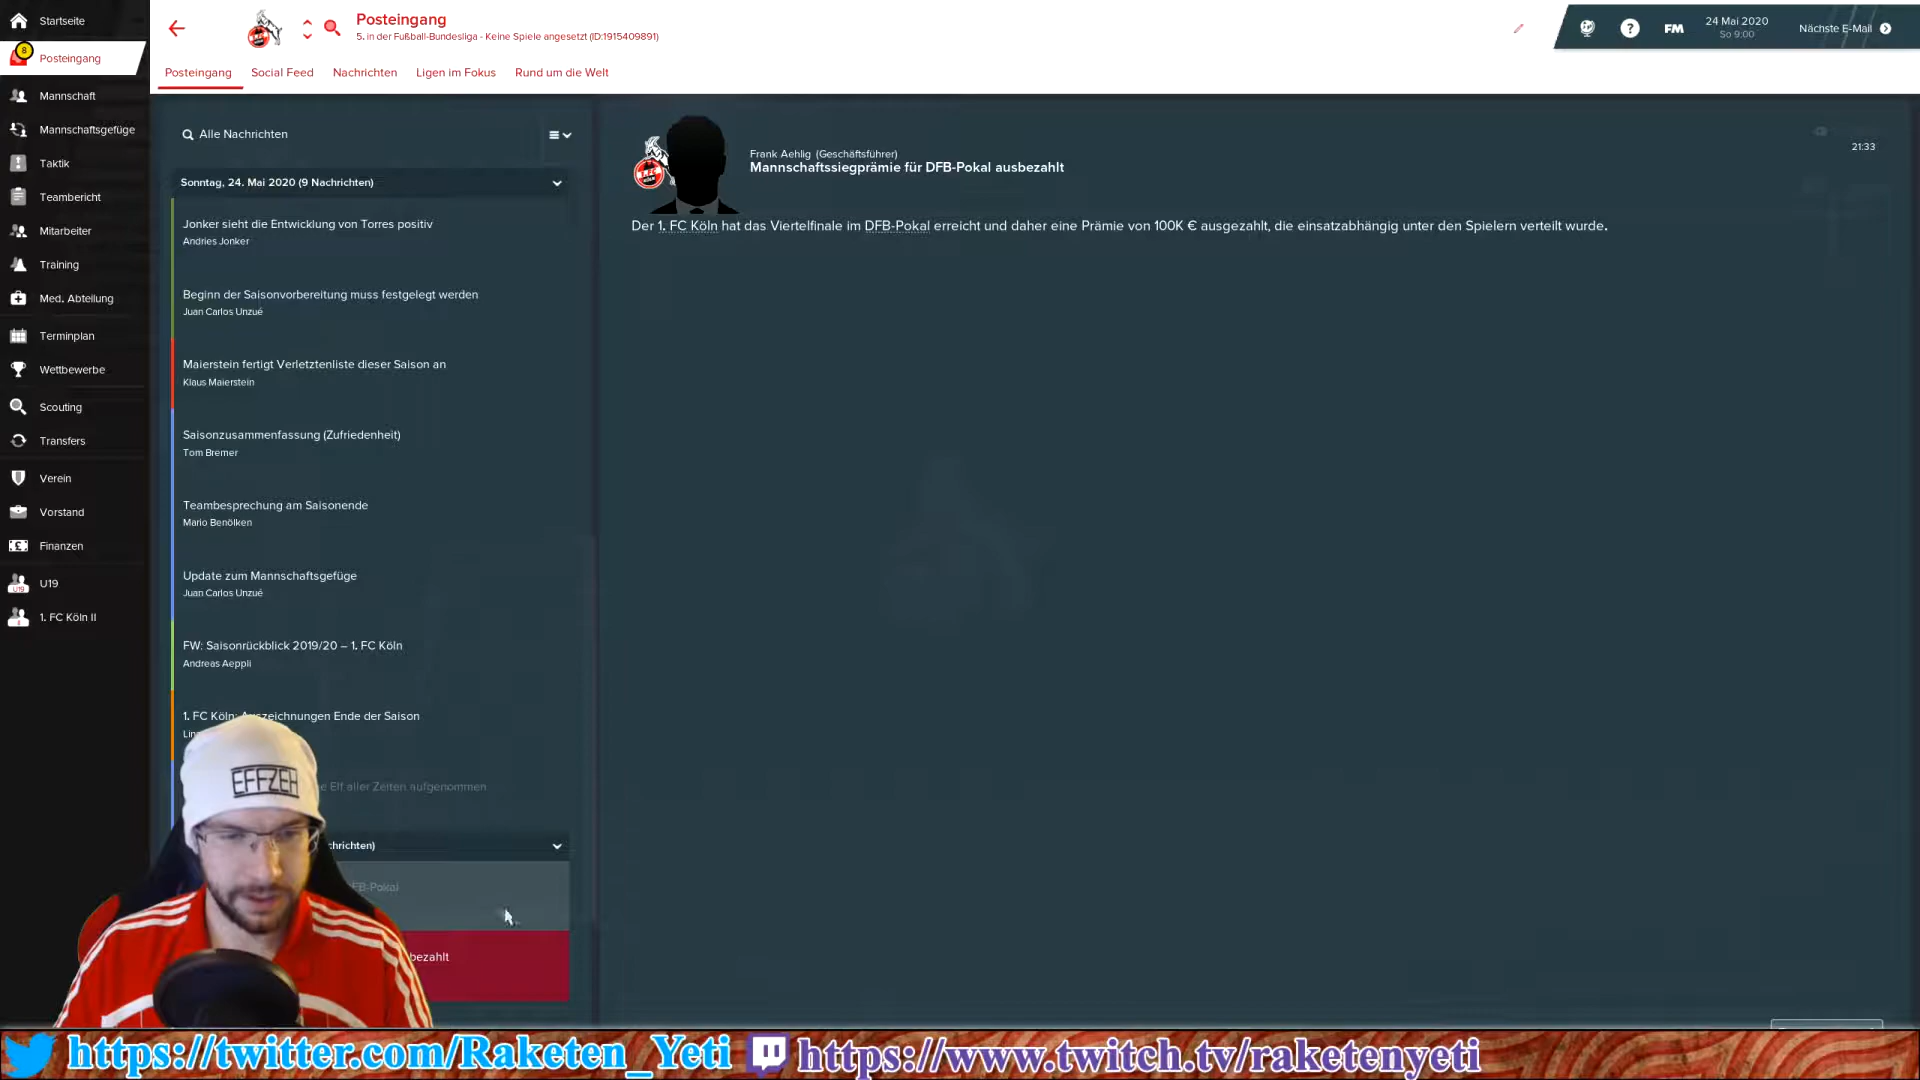 Startseite
8
Posteingang
Mannschaft
Mannschaftsgefüge
Taktik
Teambericht
Mitarbeiter
Training
Med. Abteilung
Terminplan
Wettbewerbe
Scouting
Transfers
Verein
Vorstand
Finanzen
U19
U19
1. FC Köln II
Posteingang
5. in der Fußball-Bundesliga - Keine Spiele angesetzt (ID:1915409891)
Posteingang Social Feed Nachrichten Ligen im Fokus Rund um die Welt
?
FM
24 Mai 2020
So 9:00
Nächste E-Mail
Alle Nachrichten
Sonntag, 24. Mai 2020 (9 Nachrichten)
Jonker sieht die Entwicklung von Torres positiv
Andries Jonker
Beginn der Saisonvorbereitung muss festgelegt werden
Juan Carlos Unzué
Maierstein fertigt Verletztenliste dieser Saison an
Klaus Maierstein
Saisonzusammenfassung (Zufriedenheit)
Tom Bremer
Teambesprechung am Saisonende
Mario Benölken
Update zum Mannschaftsgefüge
Juan Carlos Unzué
FW: Saisonrückblick 2019/20 – 1. FC Köln
Andreas Aeppli
1. FC Köln: Auszeichnungen Ende der Saison
Elf aller Zeiten aufgenommen
chrichten)
FB-Pokal
bezahlt
EFFZEH
Frank Aehlig (Geschäftsführer)
Mannschaftssiegprämie für DFB-Pokal ausbezahlt
21:33
Der 1. FC Köln hat das Viertelfinale im DFB-Pokal erreicht und daher eine Prämie von 100K € ausgezahlt, die einsatzabhängig unter den Spielern verteilt wurde.
https://twitter.com/Raketen_Yeti https://www.twitch.tv/raketenyeti